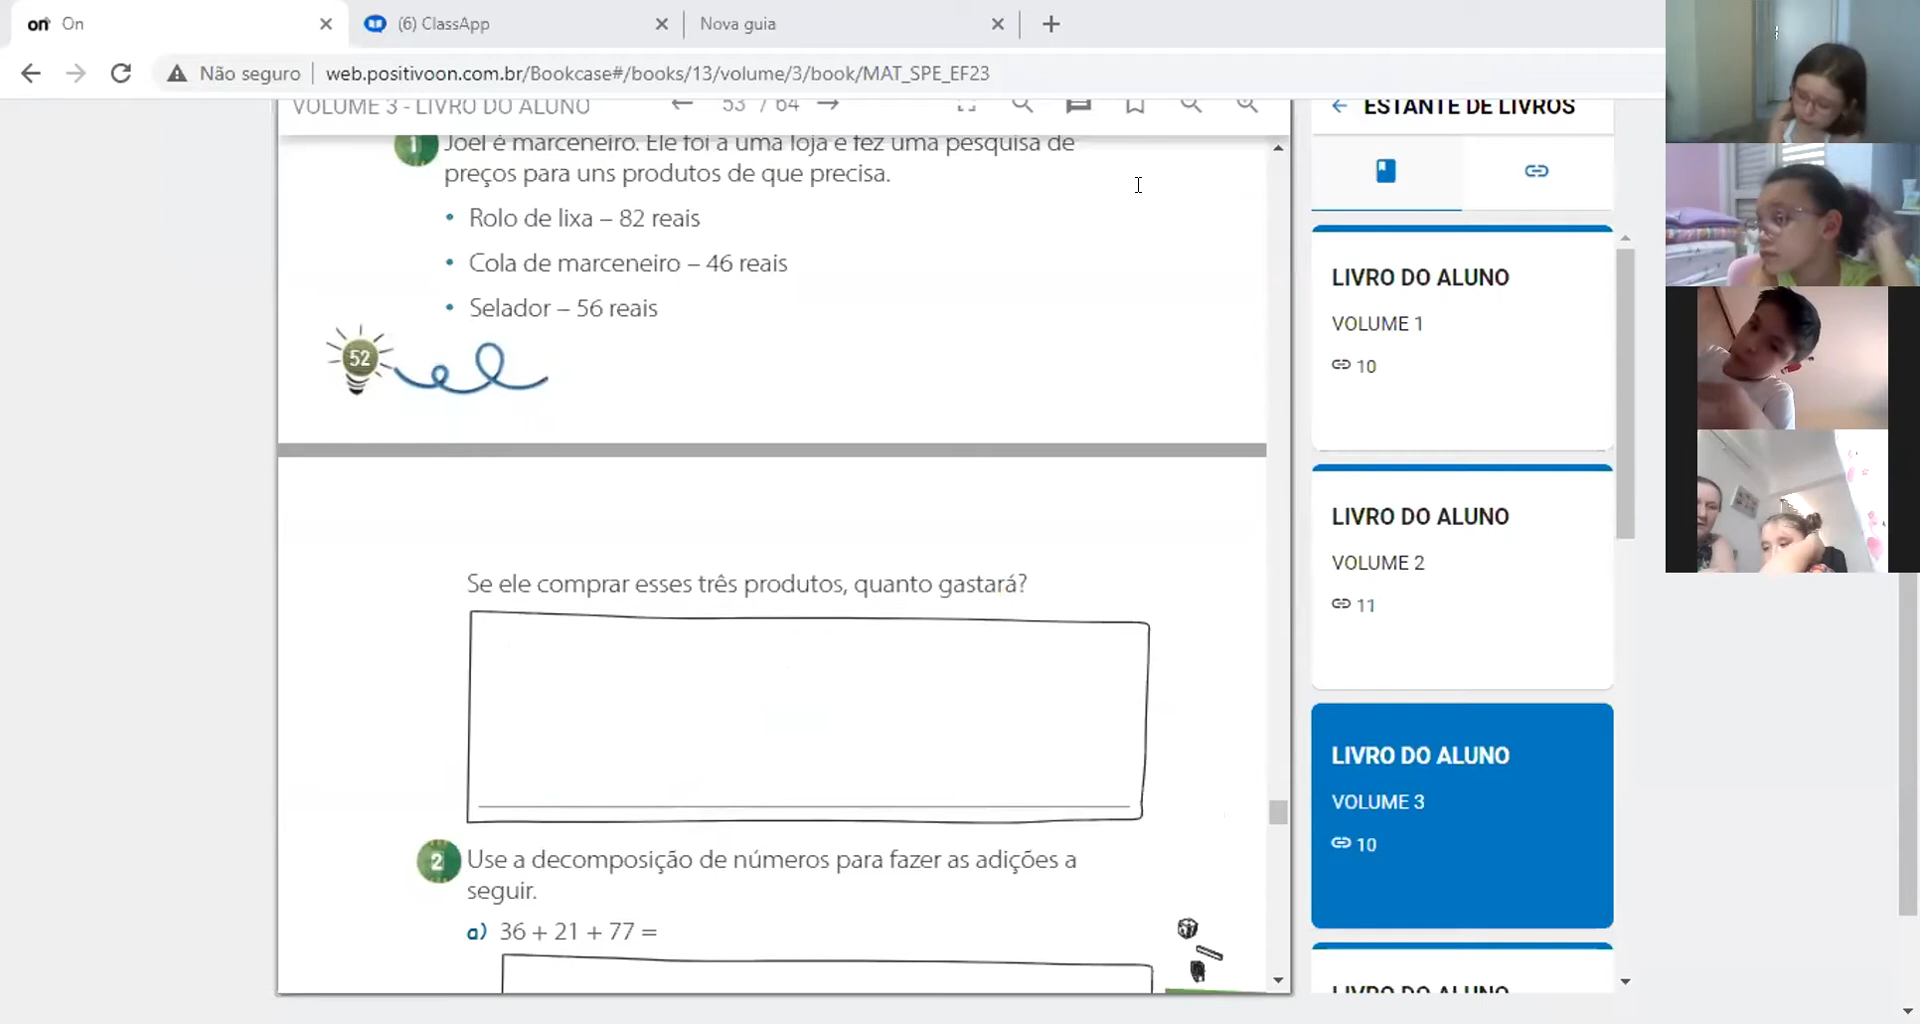 On
(6) ClassApp
Nova guia
Não seguro
web.positivoon.com.br/Bookcase#/books/13/volume/3/book/MAT_SPE_EF23
VOLUME 3 - LIVRO DO ALUNO
53 / 64
ESTANTE DE LIVROS
1 Joel é marceneiro. Ele foi a uma loja e fez uma pesquisa de
preços para uns produtos de que precisa.
• Rolo de lixa – 82 reais
• Cola de marceneiro – 46 reais
• Selador – 56 reais
52
Se ele comprar esses três produtos, quanto gastará?
2 Use a decomposição de números para fazer as adições a
seguir.
a) 36 + 21 + 77 =
LIVRO DO ALUNO
VOLUME 1
10
LIVRO DO ALUNO
VOLUME 2
11
LIVRO DO ALUNO
VOLUME 3
10
LIVRO DO ALUNO